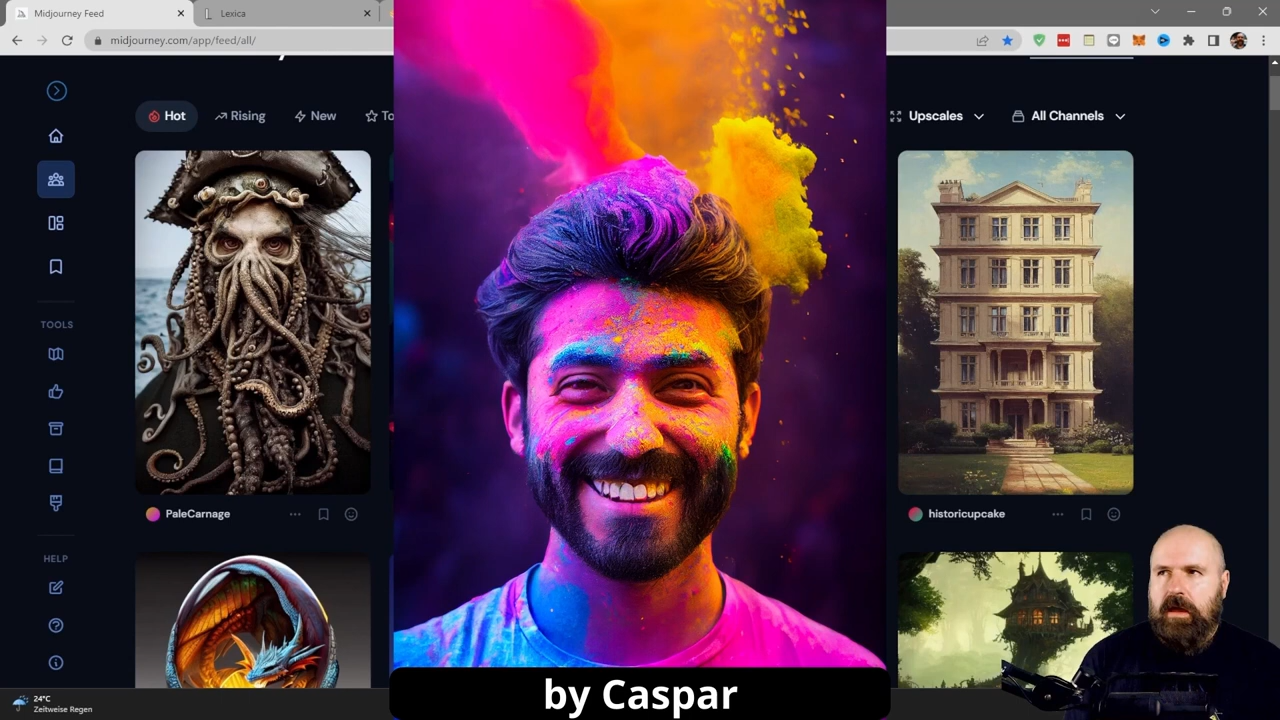 Midjourney Feed
Lexica
midjourney.com/app/feed/all/
Hot
Rising
New
Upscales
All Channels
TOOLS
PaleCarnage
historicupcake
HELP
24°C
Zeitweise Regen
by Caspar